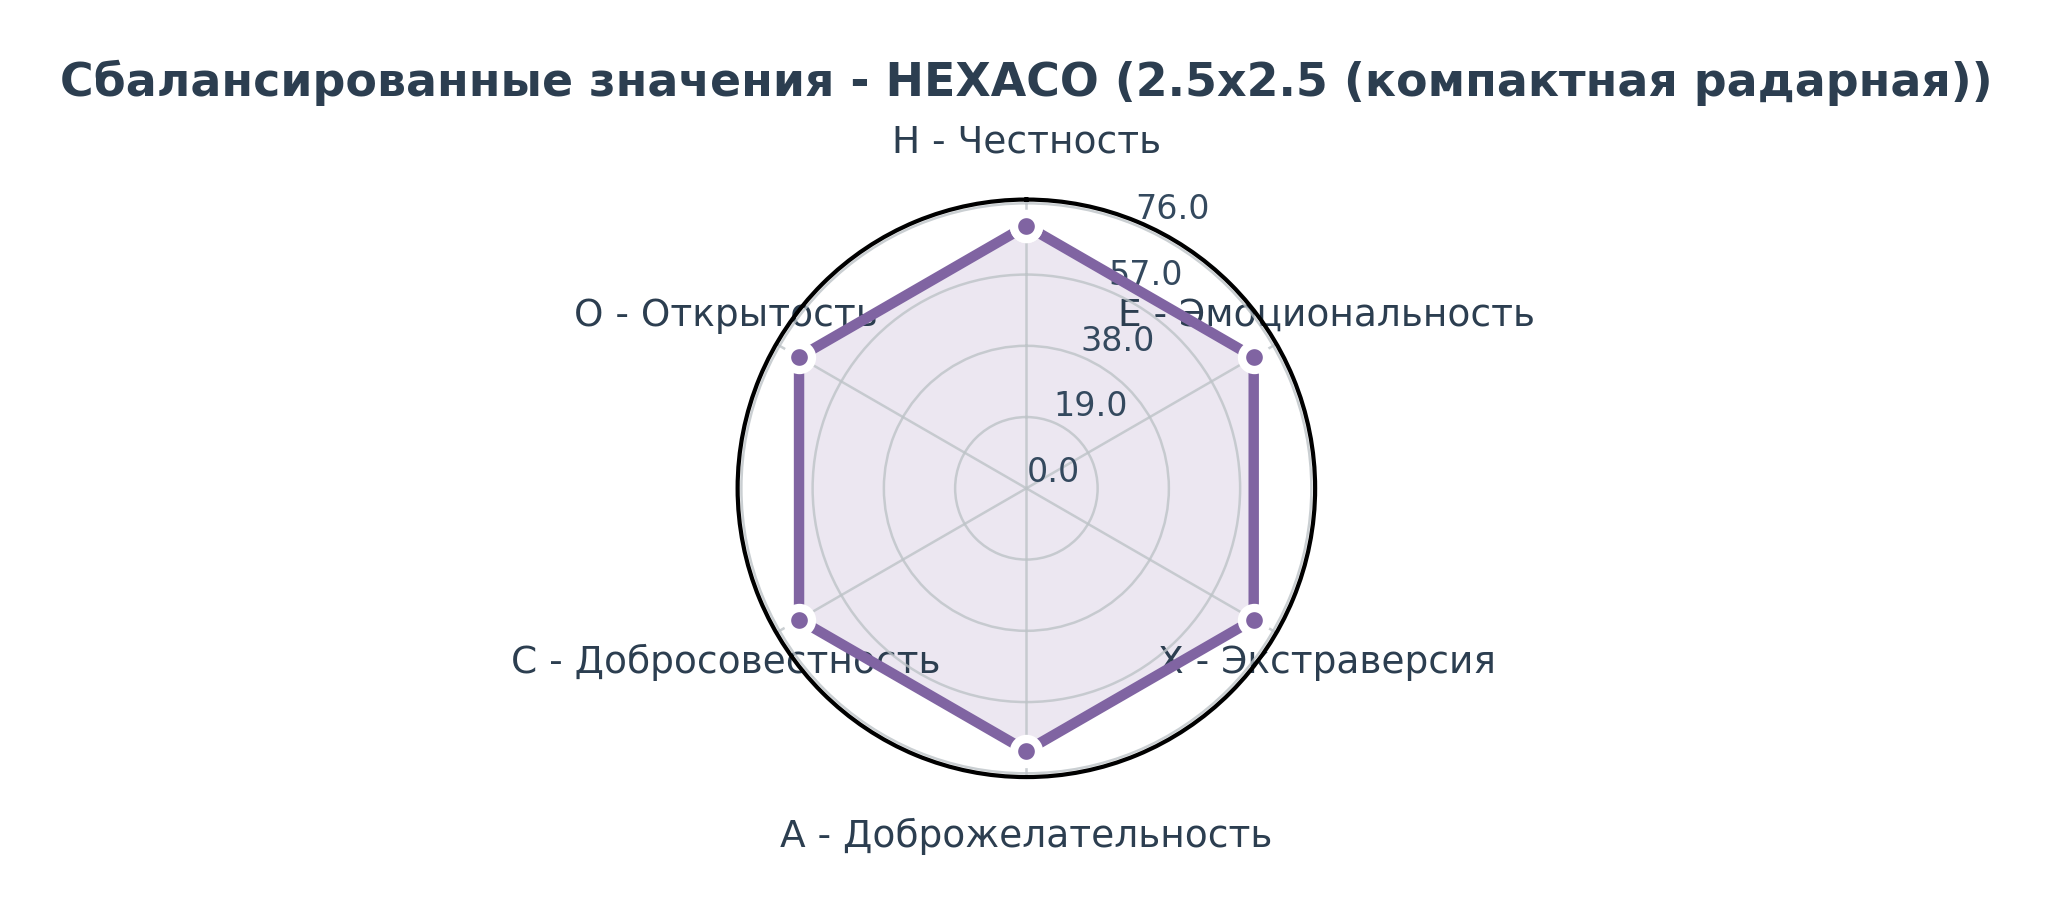 Сбалансированные значения - HEXACO (2.5x2.5 (компактная радарная))
H - Честность
76.0
57.0
O - Открытость
E - Эмоциональность
38.0
19.0
0.0
C - Добросовестность
X - Экстраверсия
A - Доброжелательность